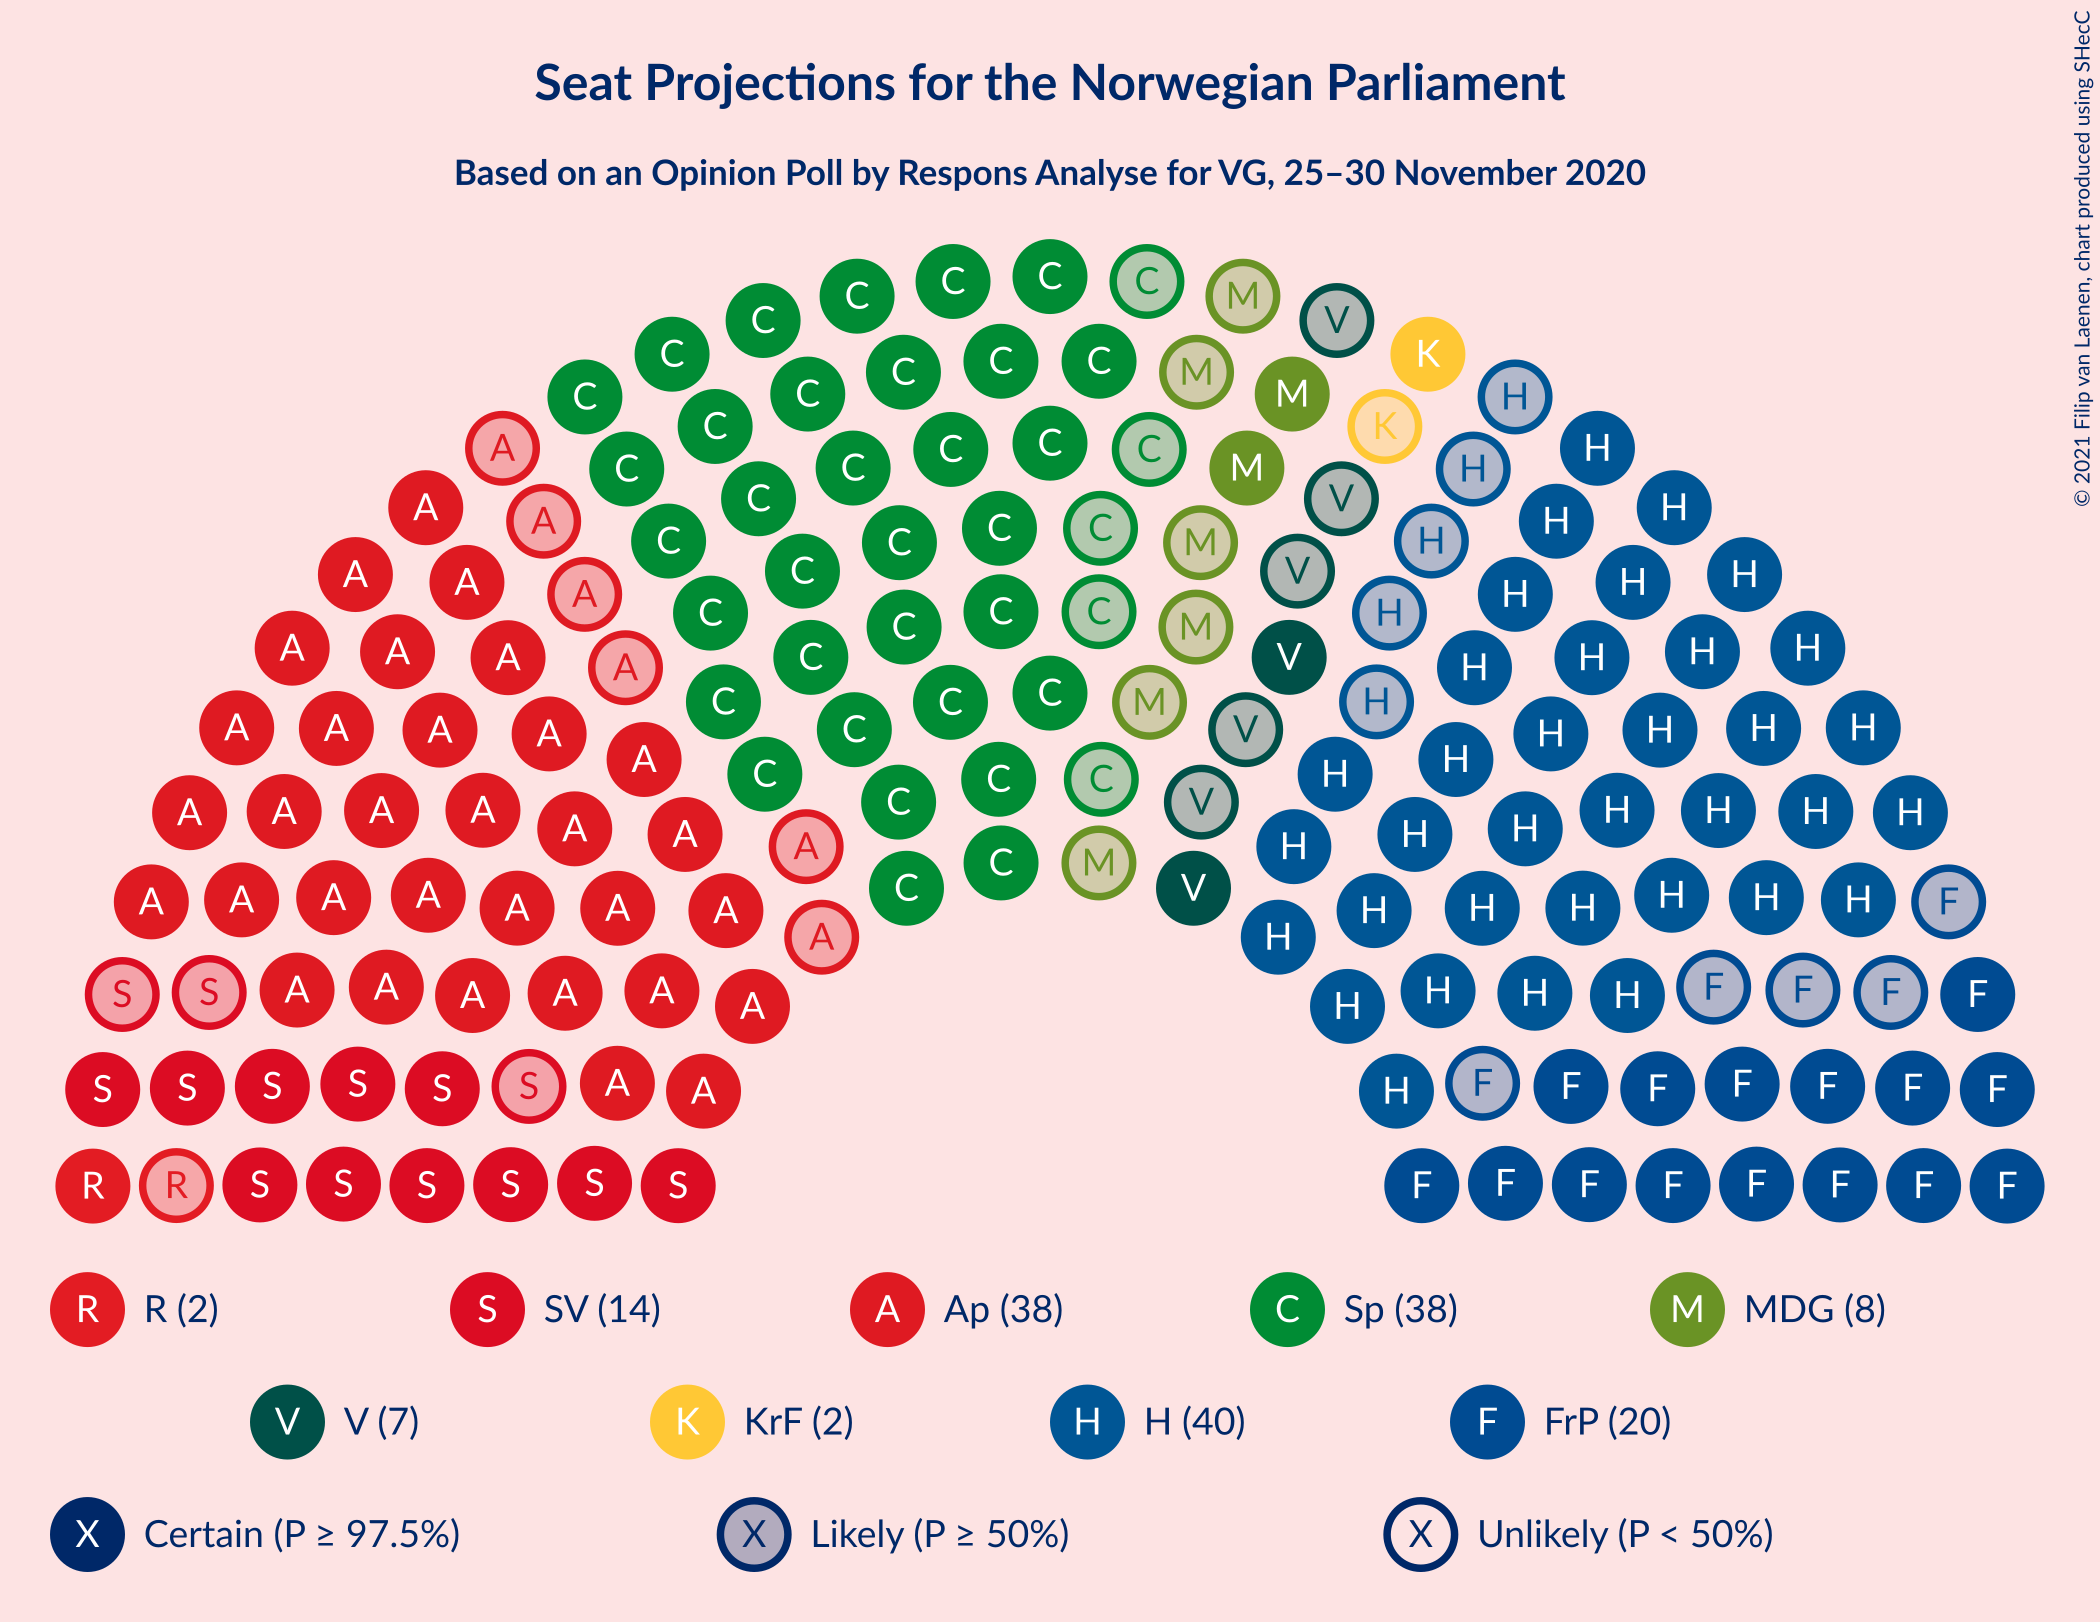 Seat Projections for the Norwegian Parliament
Based on an Opinion Poll by Respons Analyse for VG, 25–30 November 2020
© 2021 Filip van Laenen, chart produced using SHecC
C C C C M V
C C K
C C C C M M H
C C K H
A C C C C M V H H
A A C C C V H H H
A A A C C C C M H H H
A A A A C C C C M V H H H H
A A A A A C C C M V H H H H H
A A A A A A C C C C V H H H H H H
A A A A A A A C C M V H H H H H H F
S S A A A A A A A H H H H F F F F
S S S S S S A A H F F F F F F F
R R S S S S S S F F F F F F F F
R R (2) S SV (14) A Ap (38) C Sp (38) M MDG (8)
V V (7) K KrF (2) H H (40) F FrP (20)
X Certain (P ≥ 97.5%) X Likely (P ≥ 50%) X Unlikely (P < 50%)